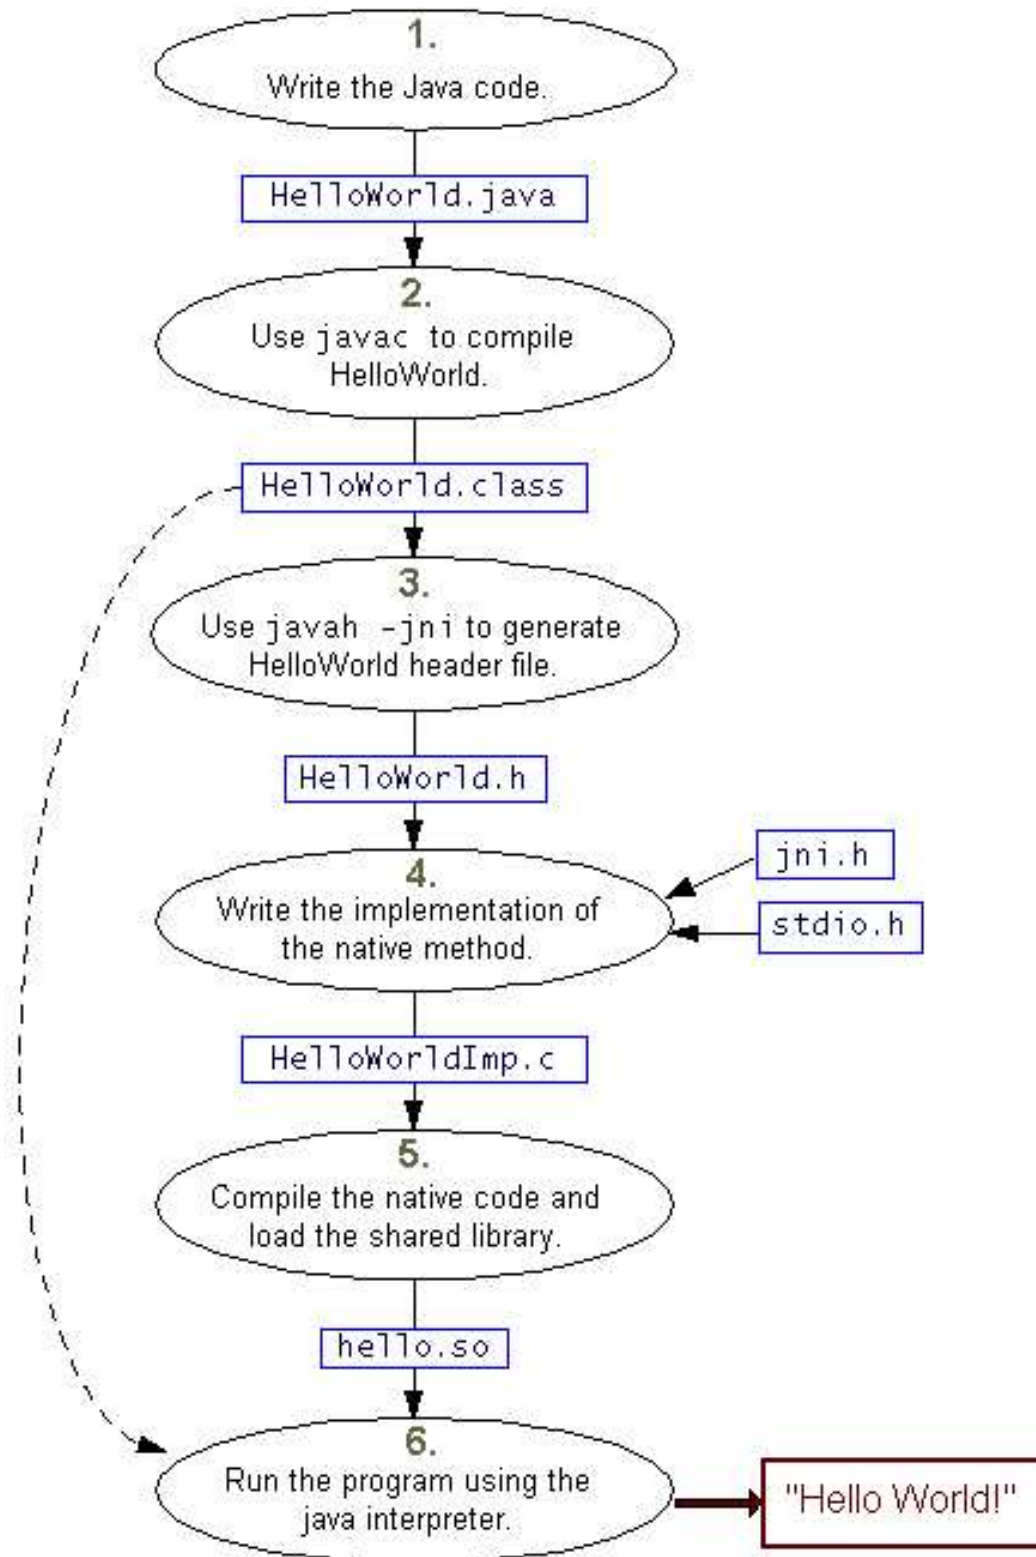 1.
Write the Java code.
HelloWorld.java
2.
Use javac to compile
HelloWorld.
HelloWorld.class
3.
Use javah -jni to generate
HelloWorld header file.
HelloWorld.h
4.
Write the implementation of
the native method.
jni.h
stdio.h
HelloWorldImp.c
5.
Compile the native code and
load the shared library.
hello.so
6.
Run the program using the
java interpreter.
"Hello World!"